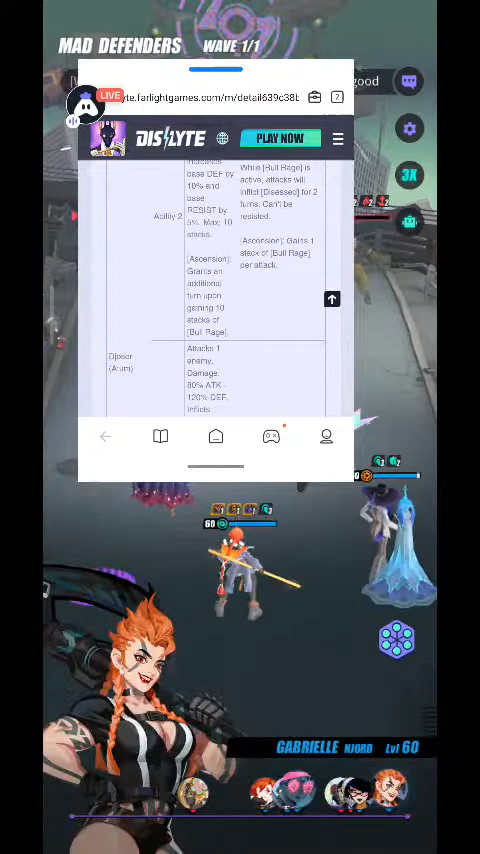 MAD DEFENDERS
WAVE 1/1
good
LIVE
yte.farlightgames.com/m/detail639c38b
2
DISLYTE
PLAY NOW
3X
increases
base DEF by
10% and
base
RESIST by
5%. Max: 10
stacks.
[Ascension]:
Grants an
additional
turn upon
gaining 10
stacks of
[Bull Rage].
Ability 2
While [Bull Rage] is
active, attacks will
inflict [Diseased] for 2
turns. Can't be
resisted.
[Ascension]: Gains 1
stack of [Bull Rage]
per attack.
Djoser
(Atum)
Attacks 1
enemy.
Damage:
80% ATK +
120% DEF.
Inflicts
60
GABRIELLE NJORD Lvl 60